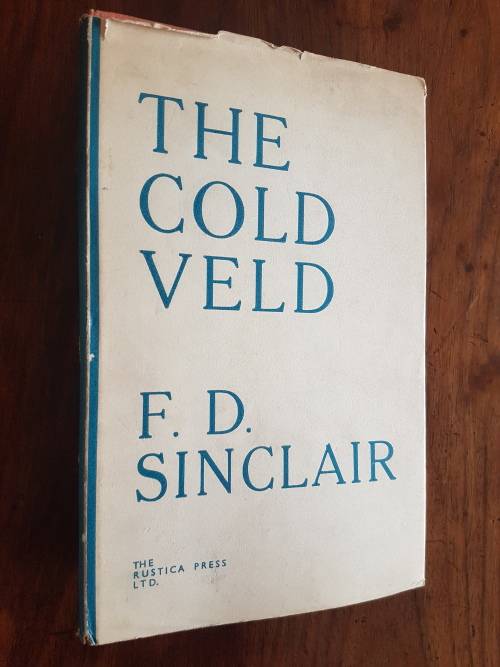 THE
COLD
VELD
F. D.
SINCLAIR
THE
RUSTICA PRESS
LTD.